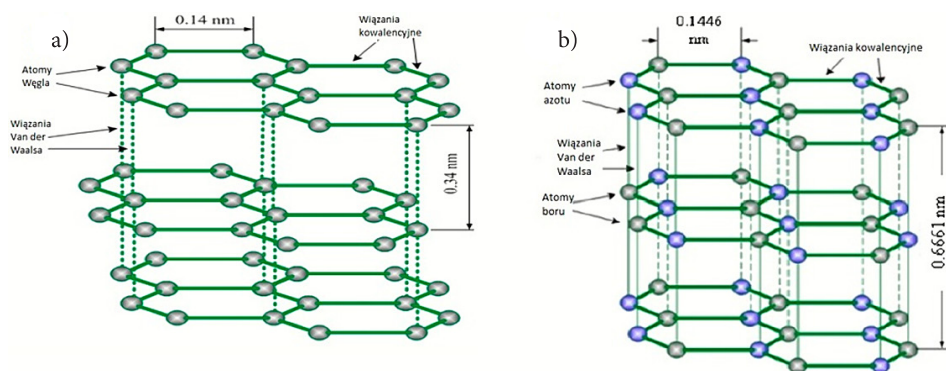 a)
0.14 nm
Wiązania
kowalencyjne
Atomy
Węgla
Wiązania
Van der
Waalsa
0.34 nm
b)
0.1446
nm
Wiązania kowalencyjne
Atomy
azotu
Wiązania
Van der
Waalsa
Atomy
boru
0.6661 nm